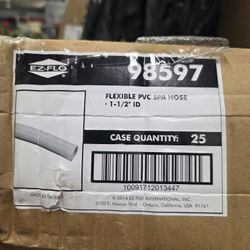 EZ-FLO
98597
FLEXIBLE PVC SPA HOSE
- 1-1/2" ID
CASE QUANTITY: 25
MADE IN TAIWAN
10091712013447
© 2014 EZ-FLO INTERNATIONAL, INC.
2750 E. Mission Blvd. Ontario, California, USA 91761